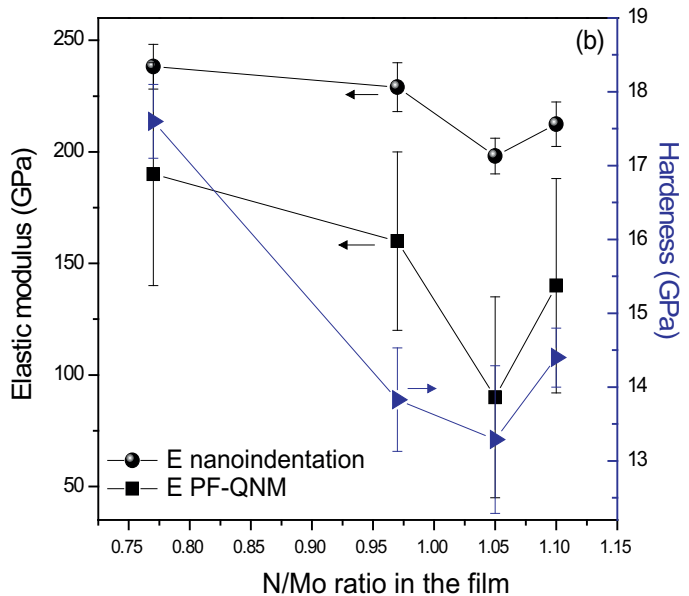 (b)
Elastic modulus (GPa)
250
200
150
100
50
19
18
17
16
15
14
13
Hardeness (GPa)
E nanoindentation
E PF-QNM
0.75 0.80 0.85 0.90 0.95 1.00 1.05 1.10 1.15
N/Mo ratio in the film